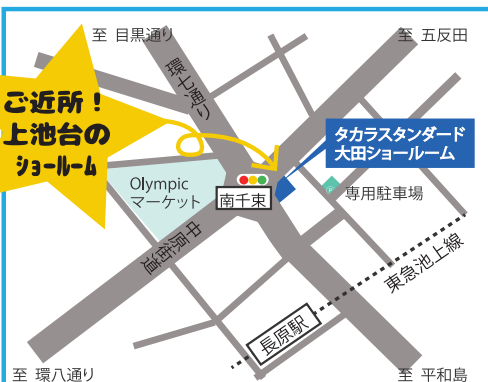 至 目黒通り
至 五反田
環七通り
ご近所！
上池台の
ショールーム
タカラスタンダード
大田ショールーム
Olympic
マーケット
南千束
P
専用駐車場
中原街道
東急池上線
長原駅
至 環八通り
至 平和島